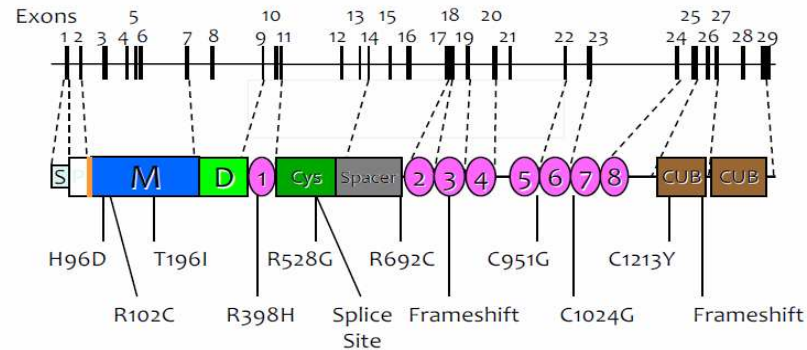 Exons
5 10 13 15 18 20 25 27
1 2 3 4 6 7 8 9 11 12 14 16 17 19 21 22 23 24 26 28 29
S P M D 1 Cys Spacer 2 3 4 5 6 7 8 CUB CUB
H96D T196I R528G R692C C951G C1213Y
R102C R398H Splice Frameshift C1024G Frameshift
Site